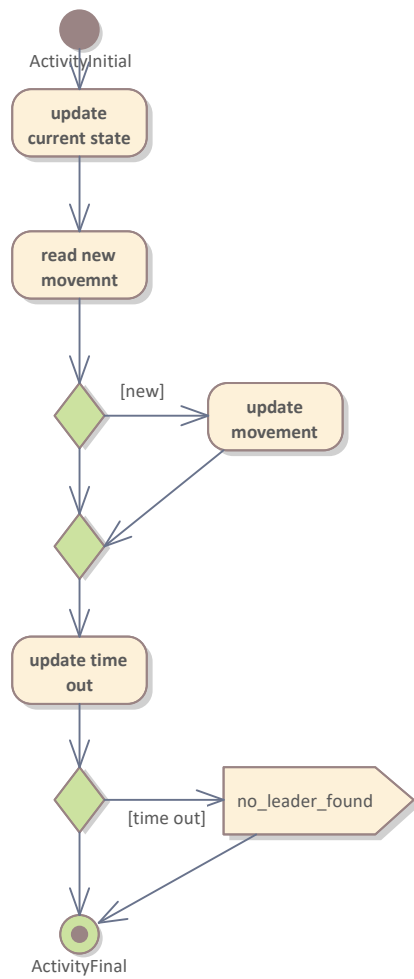 ActivityInitial
update
current state
read new
movemnt
[new]
update
movement
update time
out
no_leader_found
[time out]
ActivityFinal